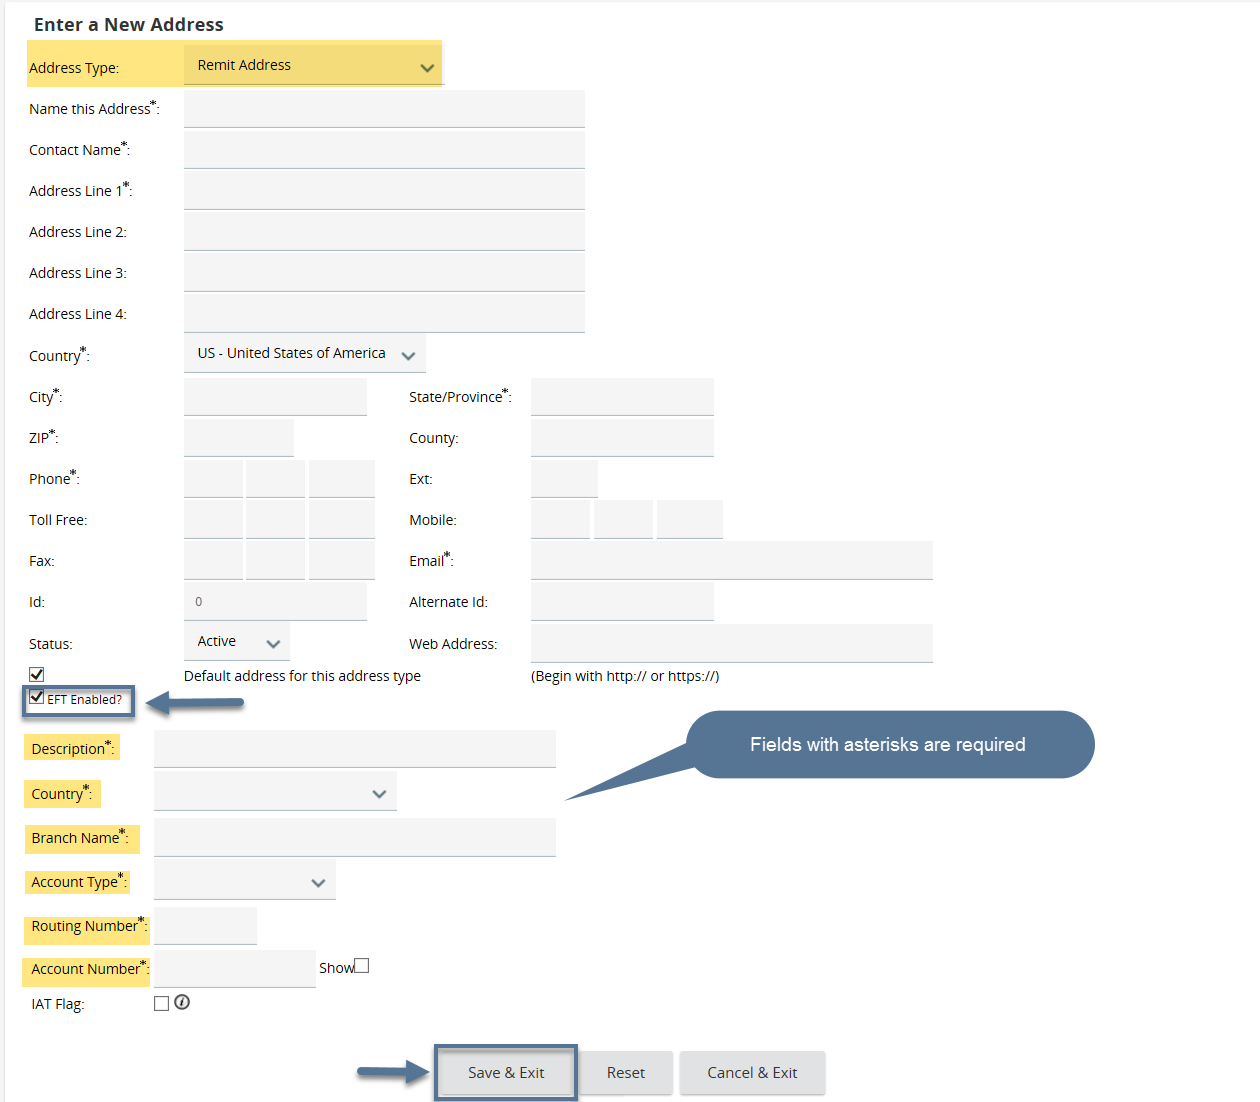 Enter a New Address
Address Type: Remit Address
Name this Address*:
Contact Name*:
Address Line 1*:
Address Line 2:
Address Line 3:
Address Line 4:
Country*: US - United States of America
City*: State/Province*:
ZIP*: County:
Phone*: Ext:
Toll Free: Mobile:
Fax: Email*:
Id: 0 Alternate Id:
Status: Active Web Address:
Default address for this address type (Begin with http:// or https://)
EFT Enabled?
Fields with asterisks are required
Description*:
Country*:
Branch Name*:
Account Type*:
Routing Number*:
Account Number*: Show
IAT Flag: i
Save & Exit Reset Cancel & Exit